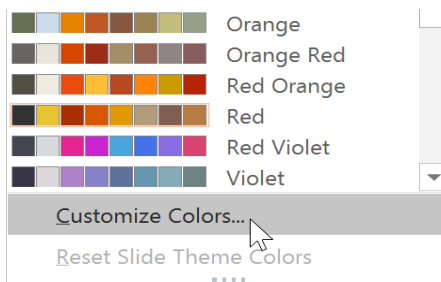 Orange
Orange Red
Red Orange
Red
Red Violet
Violet
Customize Colors...
Reset Slide Theme Colors